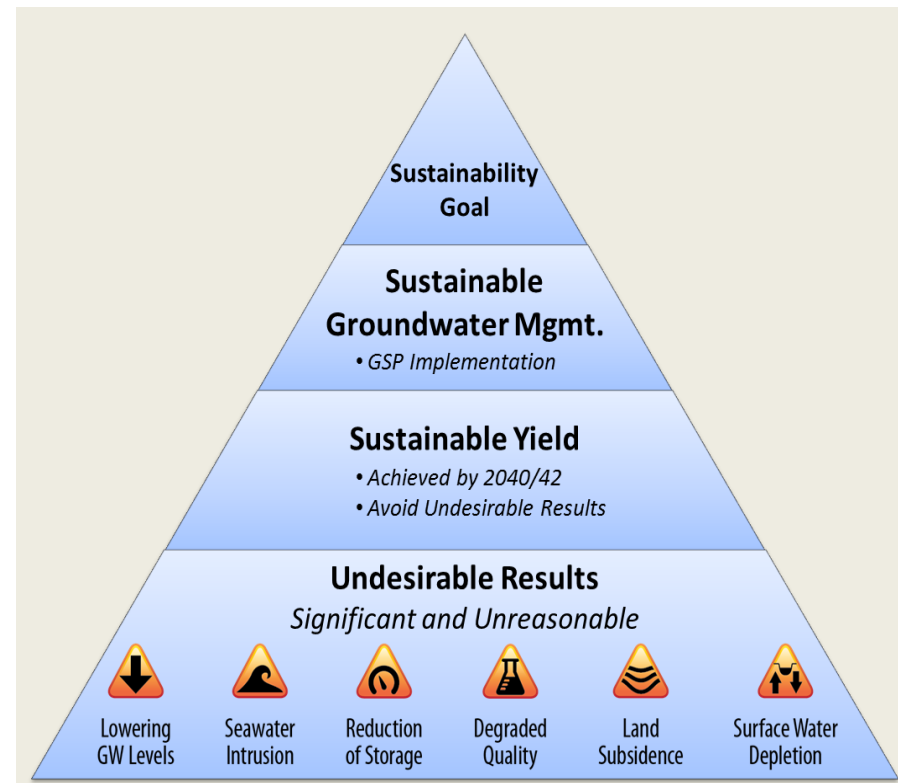 Sustainability
Goal
Sustainable
Groundwater Mgmt.
• GSP Implementation
Sustainable Yield
• Achieved by 2040/42
• Avoid Undesirable Results
Undesirable Results
Significant and Unreasonable
Lowering
GW Levels
Seawater
Intrusion
Reduction
of Storage
Degraded
Quality
Land
Subsidence
Surface Water
Depletion